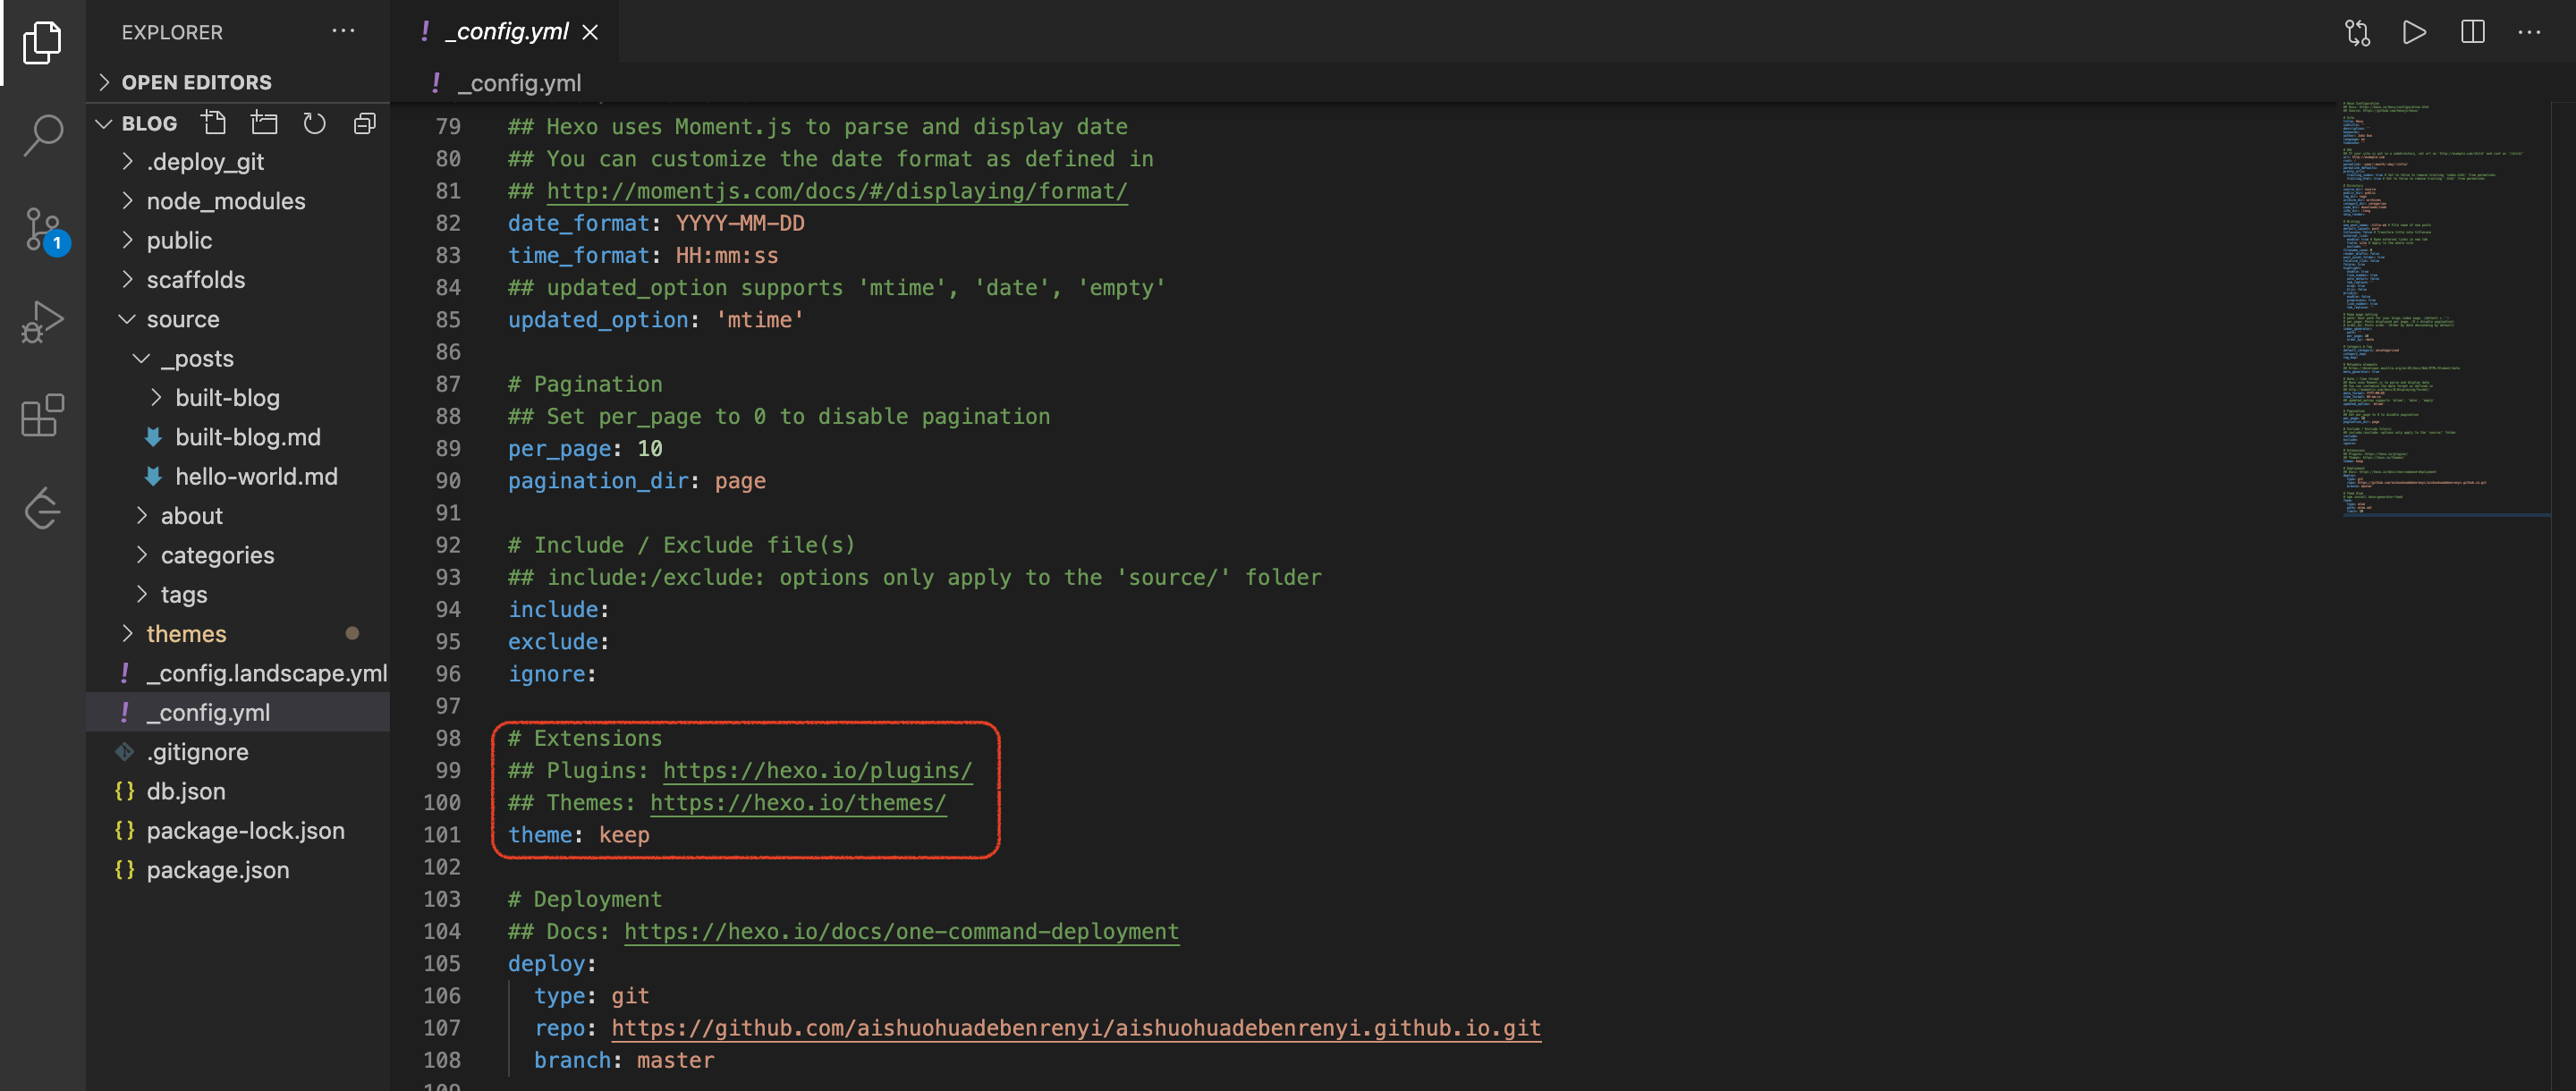 EXPLORER
_config.yml
OPEN EDITORS
_config.yml
BLOG
.deploy_git
node_modules
public
scaffolds
source
_posts
built-blog
built-blog.md
hello-world.md
about
categories
tags
themes
_config.landscape.yml
_config.yml
.gitignore
db.json
package-lock.json
package.json
1
79 ## Hexo uses Moment.js to parse and display date
80 ## You can customize the date format as defined in
81 ## http://momentjs.com/docs/#/displaying/format/
82 date_format: YYYY-MM-DD
83 time_format: HH:mm:ss
84 ## updated_option supports 'mtime', 'date', 'empty'
85 updated_option: 'mtime'
86
87 # Pagination
88 ## Set per_page to 0 to disable pagination
89 per_page: 10
90 pagination_dir: page
91
92 # Include / Exclude file(s)
93 ## include:/exclude: options only apply to the 'source/' folder
94 include:
95 exclude:
96 ignore:
97
98 # Extensions
99 ## Plugins: https://hexo.io/plugins/
100 ## Themes: https://hexo.io/themes/
101 theme: keep
102
103 # Deployment
104 ## Docs: https://hexo.io/docs/one-command-deployment
105 deploy:
106 type: git
107 repo: https://github.com/aishuohuadebenrenyi/aishuohuadebenrenyi.github.io.git
108 branch: master
109